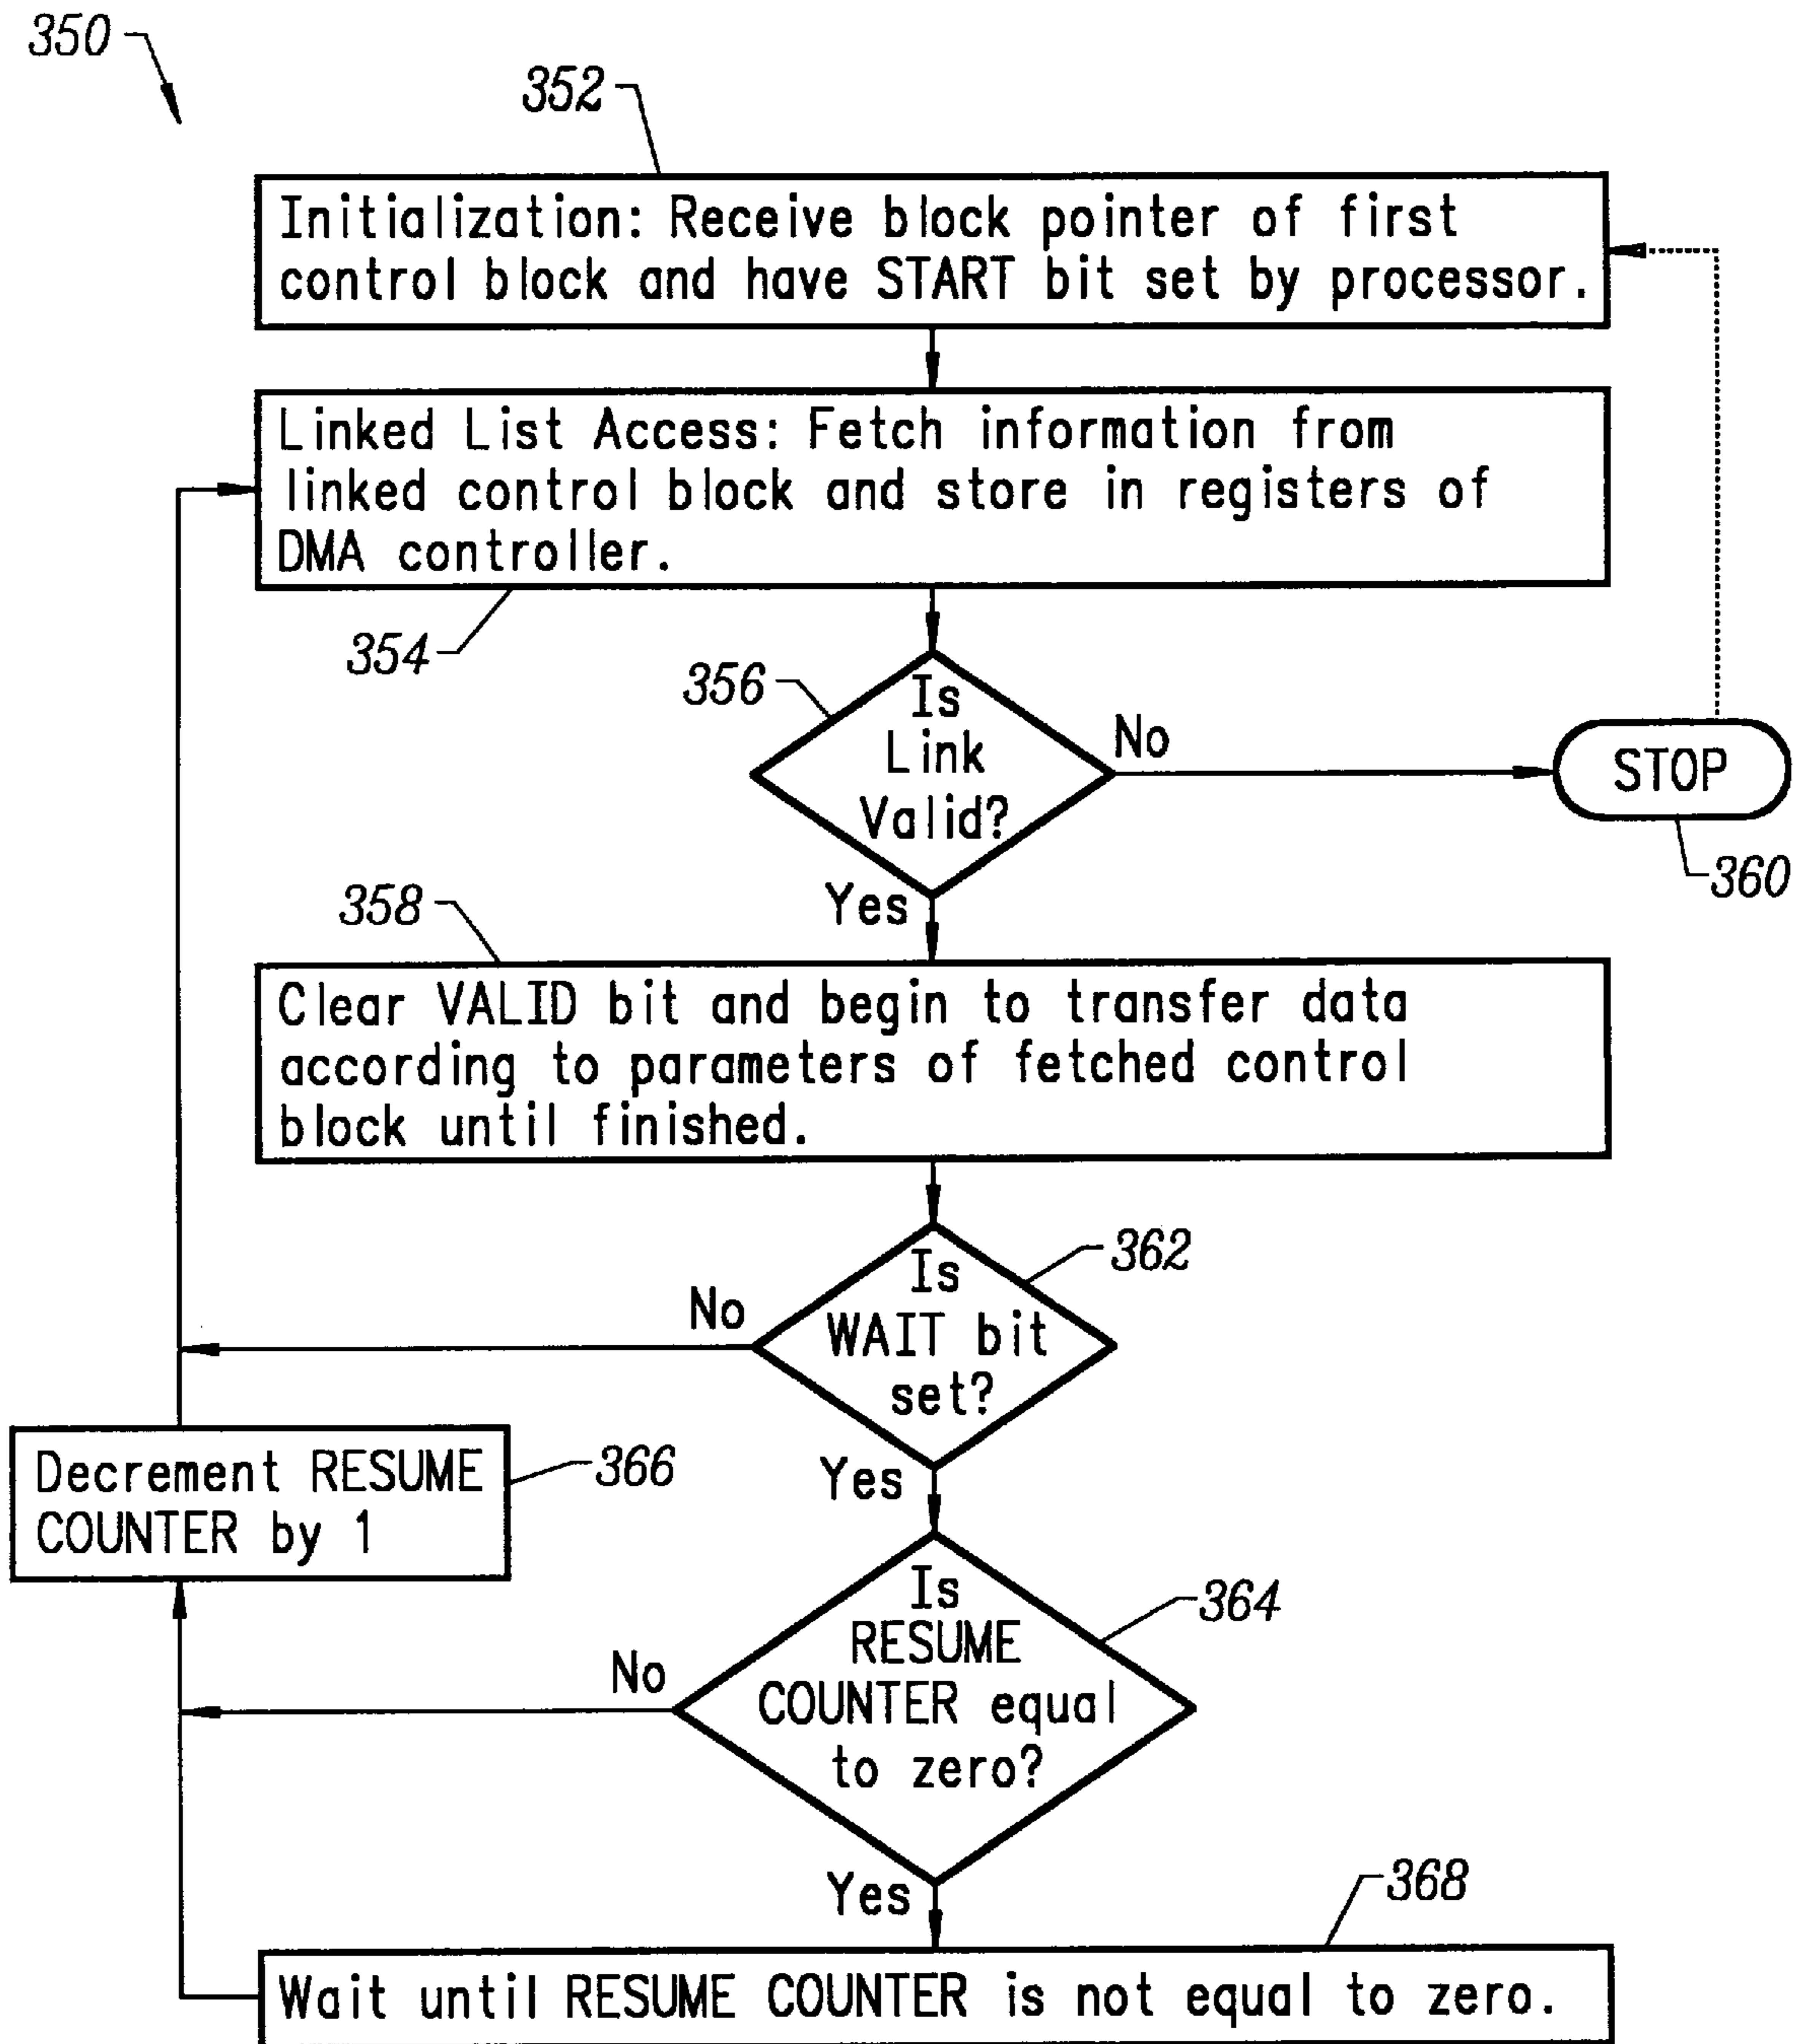 350
352
Initialization: Receive block pointer of first
control block and have START bit set by processor.
Linked List Access: Fetch information from
linked control block and store in registers of
DMA controller.
354
356
Is
Link
Valid?
No
STOP
360
Yes
358
Clear VALID bit and begin to transfer data
according to parameters of fetched control
block until finished.
362
Is
WAIT bit
set?
No
Yes
Decrement RESUME
COUNTER by 1
366
364
Is
RESUME
COUNTER equal
to zero?
No
Yes
368
Wait until RESUME COUNTER is not equal to zero.